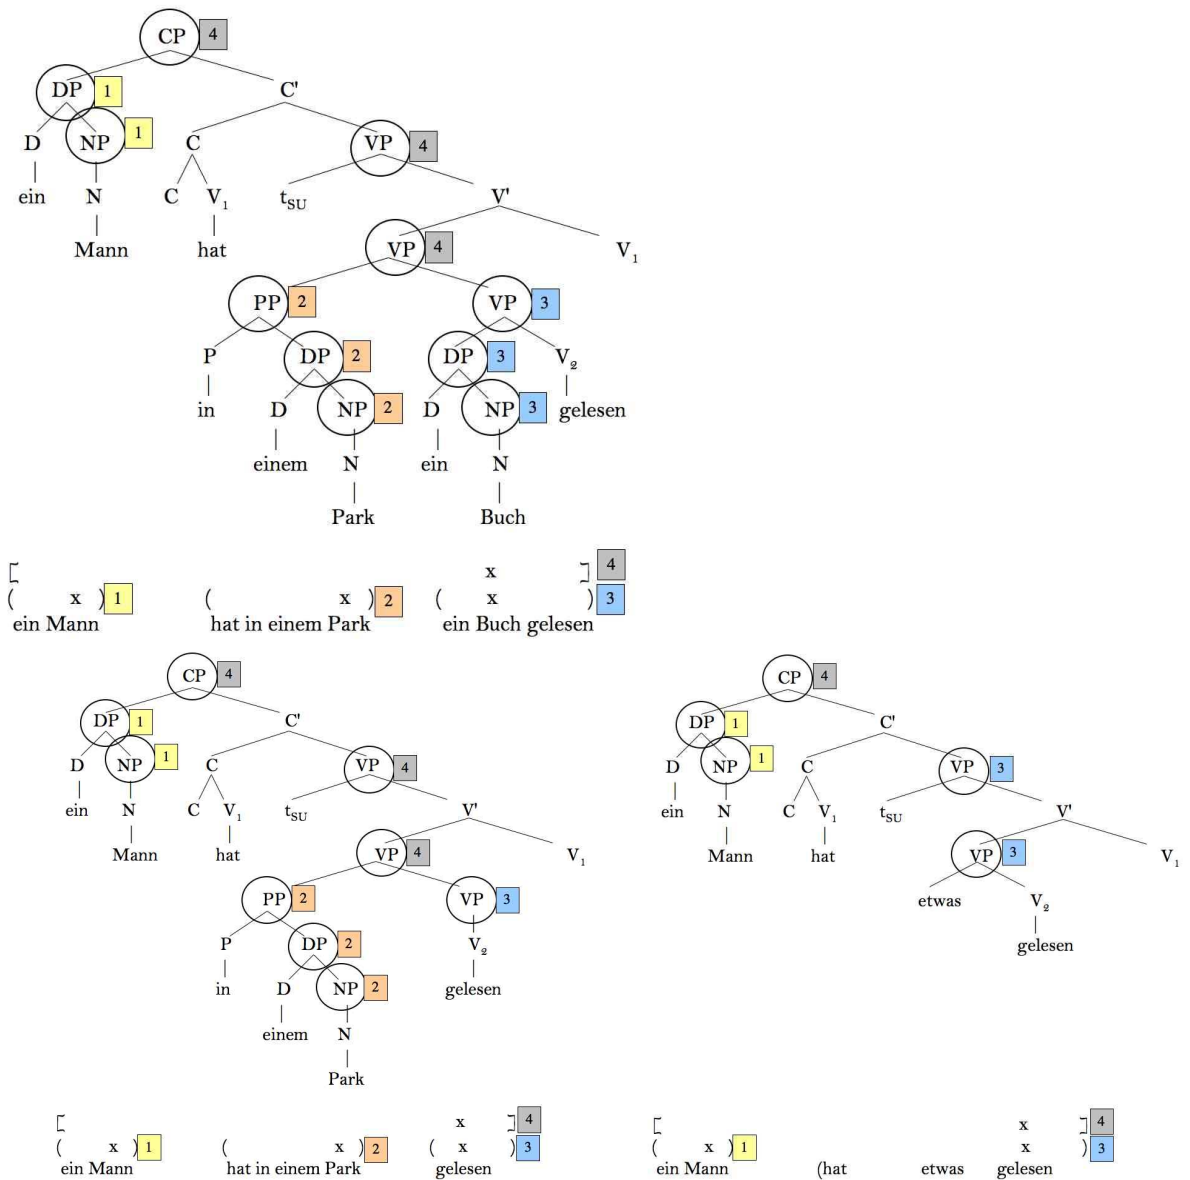 CP 4
DP 1 C'
D NP 1 C VP 4
ein N C V₁ t_SU V'
Mann hat VP 4 V₁
PP 2 VP 3
P DP 2 DP 3 V₂
in D NP 2 D NP 3 gelesen
einem N ein N
Park Buch
[ x ] 4
( x ) 1 ( x ) 2 ( x ) 3
ein Mann hat in einem Park ein Buch gelesen
CP 4
DP 1 C'
D NP 1 C VP 4
ein N C V₁ t_SU V'
Mann hat VP 4 V₁
PP 2 VP 3
P DP 2 V₂
in D NP 2 gelesen
einem N
Park
[ x ] 4
( x ) 1 ( x ) 2 ( x ) 3
ein Mann hat in einem Park gelesen
CP 4
DP 1 C'
D NP 1 C VP 3
ein N C V₁ t_SU V'
Mann hat VP 3 V₁
etwas V₂
gelesen
[ x ] 4
( x ) 1 x ) 3
ein Mann (hat etwas gelesen